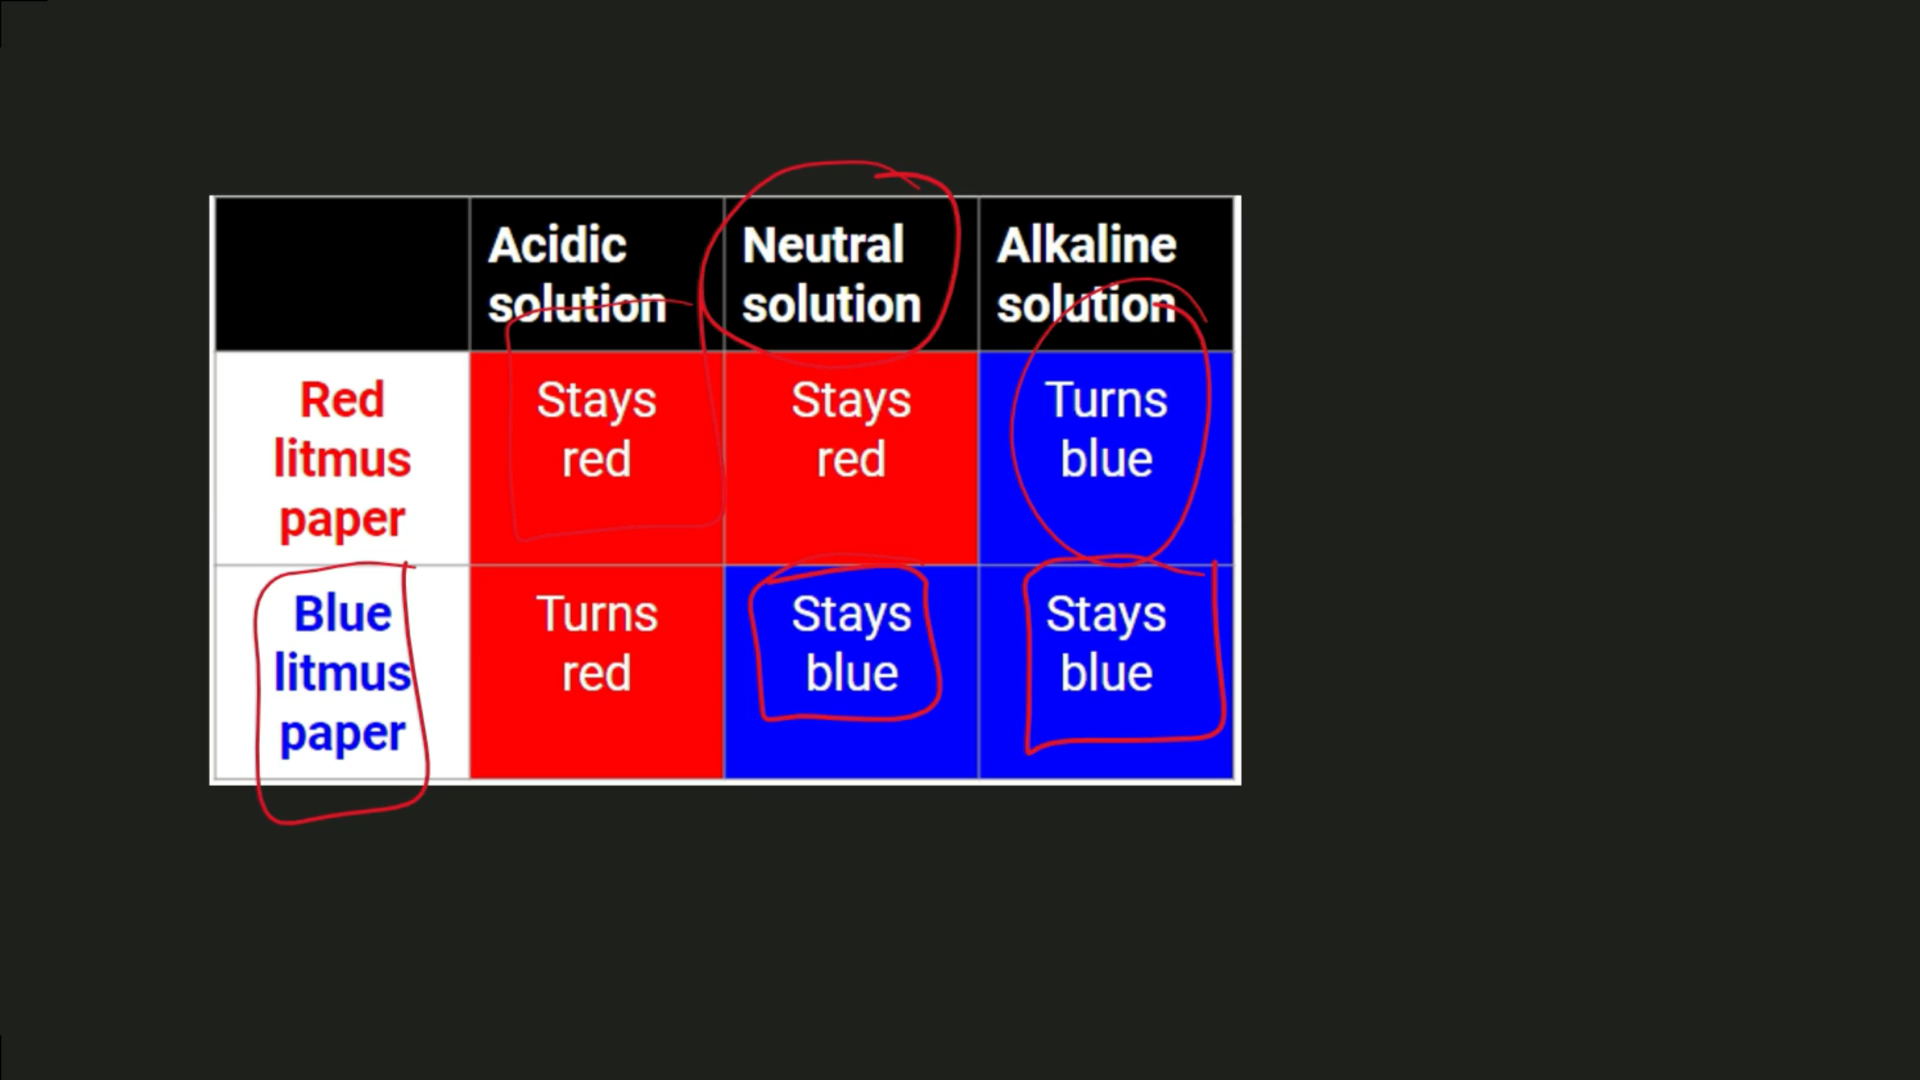 Acidic solution
Neutral solution
Alkaline solution
Red litmus paper
Stays red
Stays red
Turns blue
Blue litmus paper
Turns red
Stays blue
Stays blue